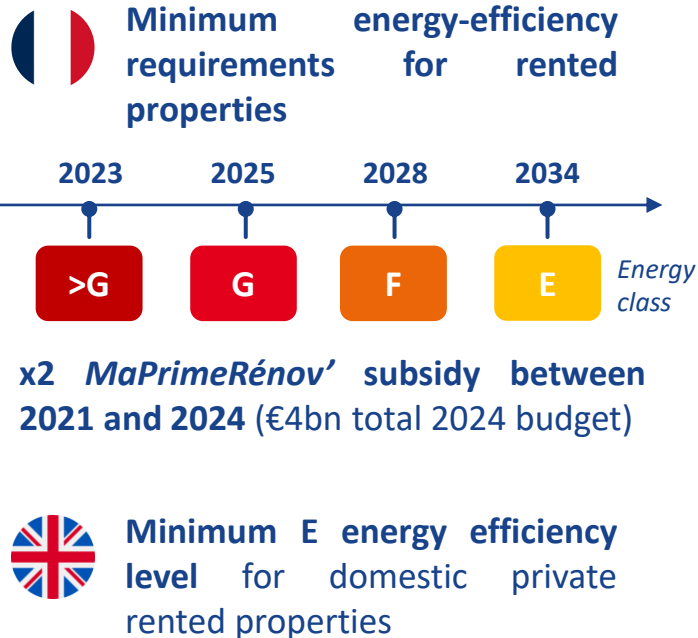 Minimum energy-efficiency
requirements for rented
properties
2023 2025 2028 2034
>G G F E
Energy
class
x2 MaPrimeRénov’ subsidy between
2021 and 2024 (€4bn total 2024 budget)
Minimum E energy efficiency
level for domestic private
rented properties